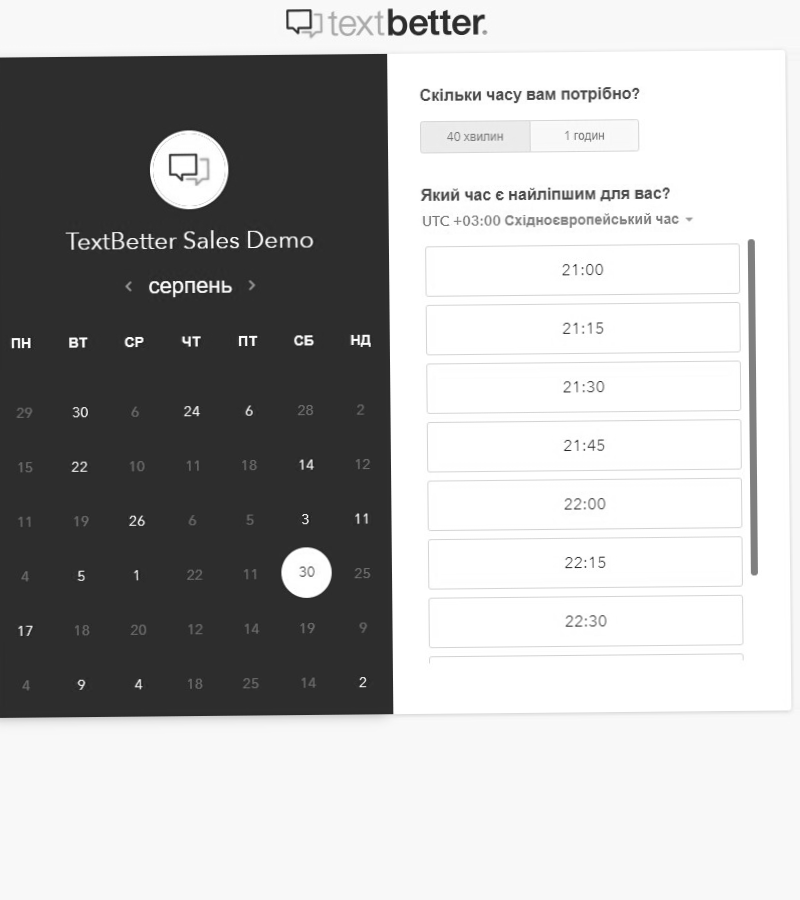 textbetter.
TextBetter Sales Demo
серпень
ПН ВТ СР ЧТ ПТ СБ НД
29 30 6 24 6 28 2
15 22 10 11 18 14 12
11 19 26 6 5 3 11
4 5 1 22 11 30 25
17 18 20 12 14 19 9
4 9 4 18 25 14 2
Скільки часу вам потрібно?
40 хвилин 1 годин
Який час є найліпшим для вас?
UTC +03:00 Східноєвропейський час
21:00
21:15
21:30
21:45
22:00
22:15
22:30